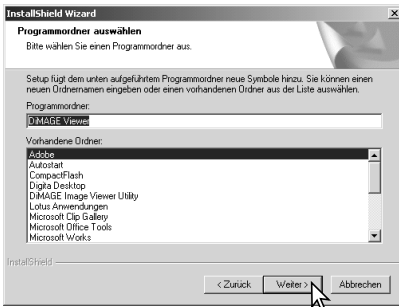 InstallShield Wizard
Programmordner auswählen
Bitte wählen Sie einen Programmordner aus.
Setup fügt dem unten aufgeführtem Programmordner neue Symbole hinzu. Sie können einen
neuen Ordnernamen eingeben oder einen vorhandenen Ordner aus der Liste auswählen.
Programmordner:
DiMAGE Viewer
Vorhandene Ordner:
Adobe
Autostart
CompactFlash
Digita Desktop
DiMAGE Image Viewer Utility
Lotus Anwendungen
Microsoft Clip Gallery
Microsoft Office Tools
Microsoft Works
InstallShield
< Zurück
Weiter >
Abbrechen